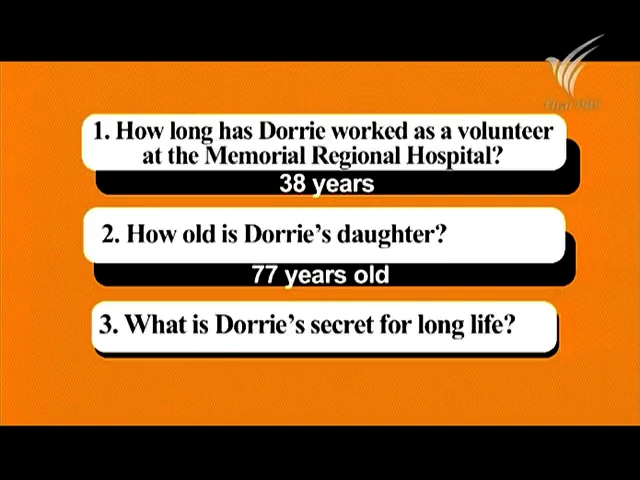 1. How long has Dorrie worked as a volunteer
at the Memorial Regional Hospital?
38 years
2. How old is Dorrie's daughter?
77 years old
3. What is Dorrie's secret for long life?